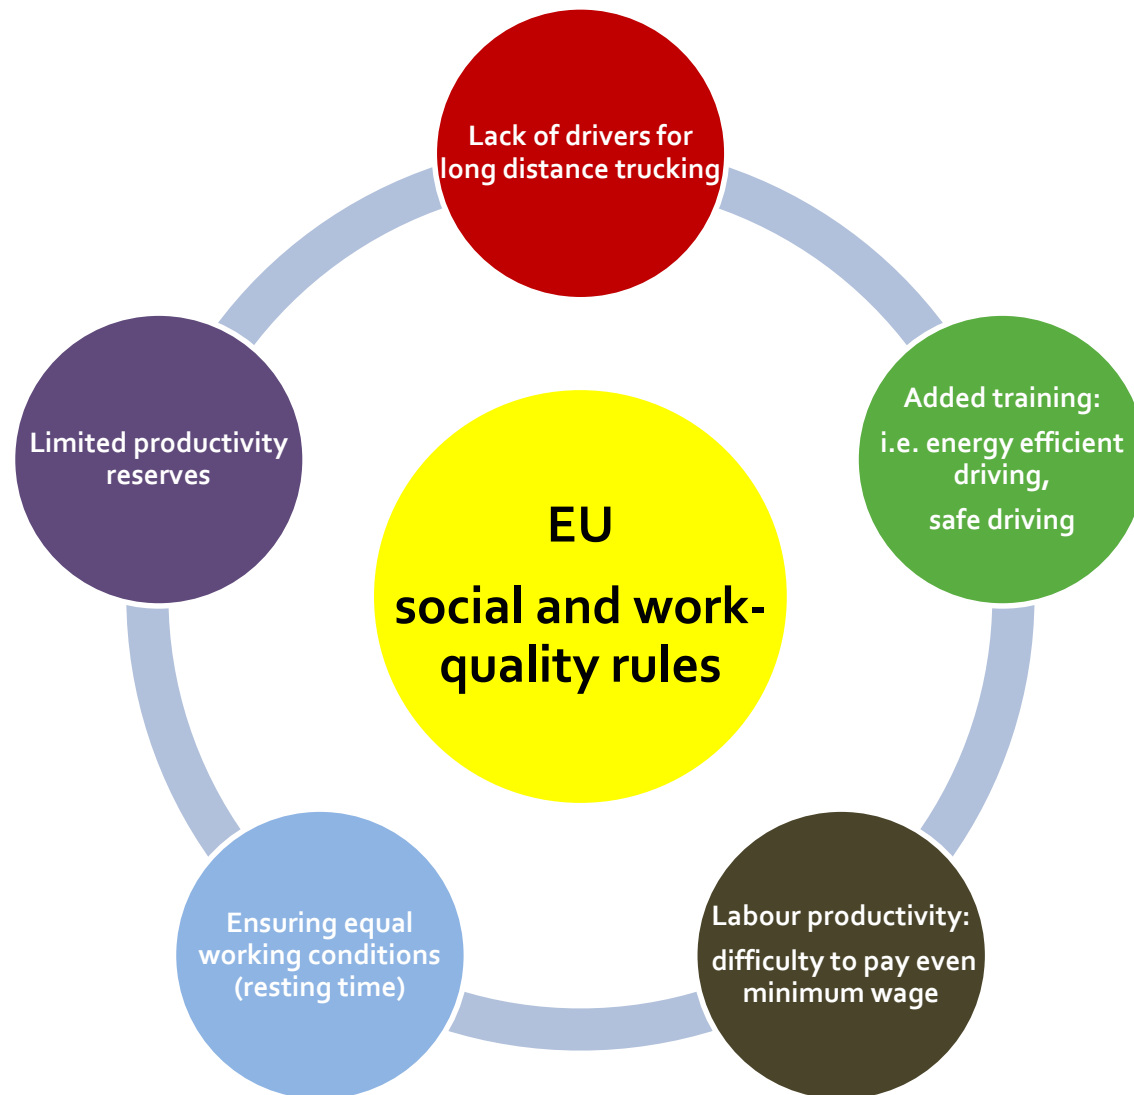 Lack of drivers for
long distance trucking
Added training:
i.e. energy efficient
driving,
safe driving
Labour productivity:
difficulty to pay even
minimum wage
Ensuring equal
working conditions
(resting time)
Limited productivity
reserves
EU
social and work-
quality rules